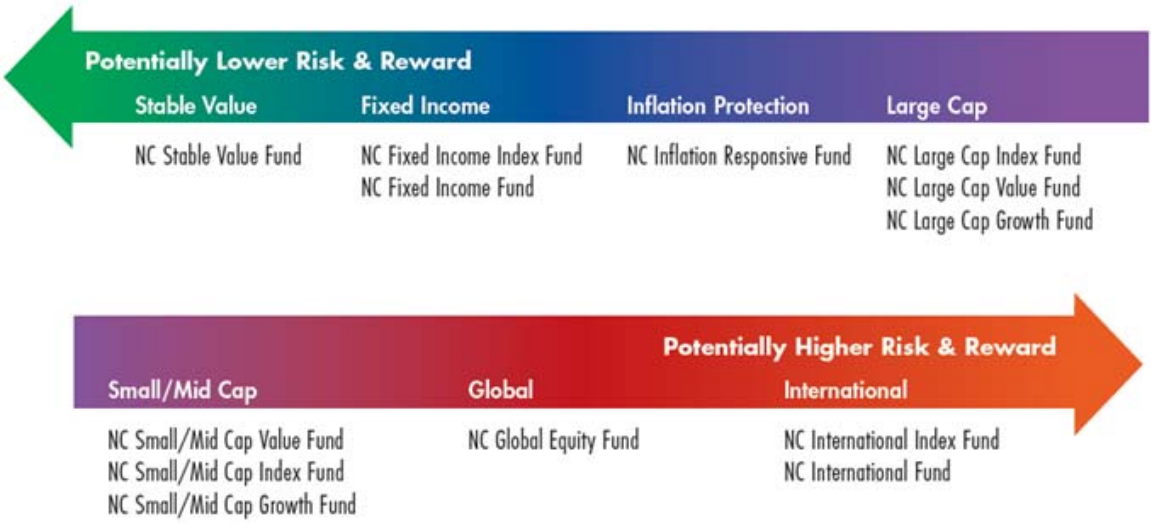 Potentially Lower Risk & Reward
Stable Value
Fixed Income
Inflation Protection
Large Cap
NC Stable Value Fund
NC Fixed Income Index Fund
NC Fixed Income Fund
NC Inflation Responsive Fund
NC Large Cap Index Fund
NC Large Cap Value Fund
NC Large Cap Growth Fund
Potentially Higher Risk & Reward
Small/Mid Cap
Global
International
NC Small/Mid Cap Value Fund
NC Small/Mid Cap Index Fund
NC Small/Mid Cap Growth Fund
NC Global Equity Fund
NC International Index Fund
NC International Fund